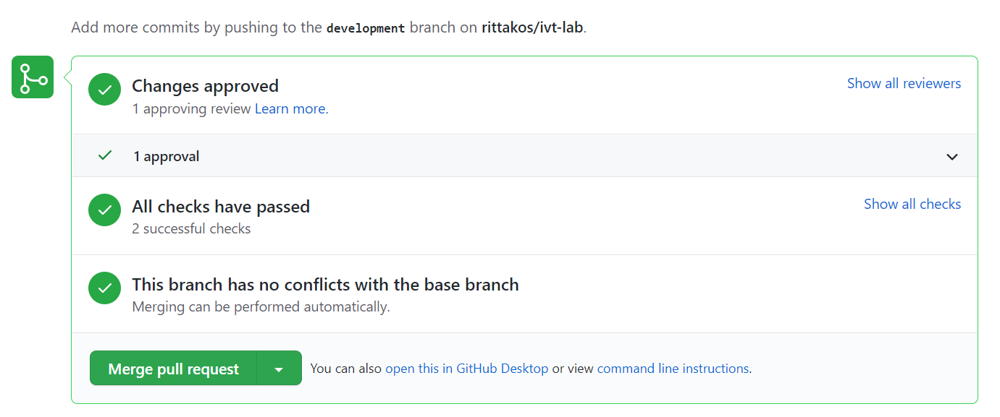 Add more commits by pushing to the development branch on rittakos/ivt-lab.
Changes approved
Show all reviewers
1 approving review Learn more.
1 approval
All checks have passed
Show all checks
2 successful checks
This branch has no conflicts with the base branch
Merging can be performed automatically.
Merge pull request
You can also open this in GitHub Desktop or view command line instructions.